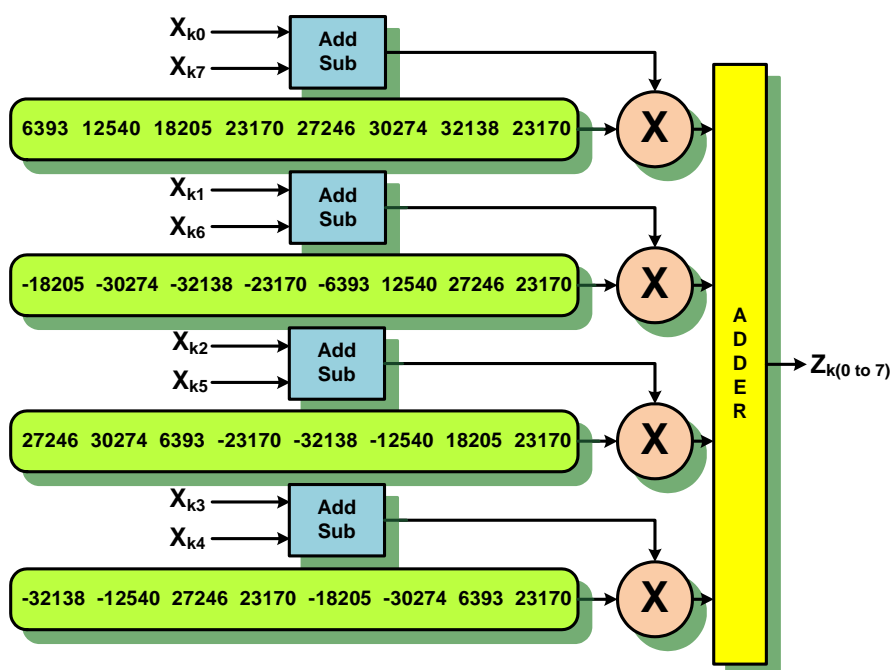 Xk0
Add
Sub
Xk7
6393 12540 18205 23170 27246 30274 32138 23170
X
Xk1
Add
Sub
Xk6
-18205 -30274 -32138 -23170 -6393 12540 27246 23170
X
Xk2
Add
Sub
Xk5
27246 30274 6393 -23170 -32138 -12540 18205 23170
X
Xk3
Add
Sub
Xk4
-32138 -12540 27246 23170 -18205 -30274 6393 23170
X
ADDER
Zk(0 to 7)